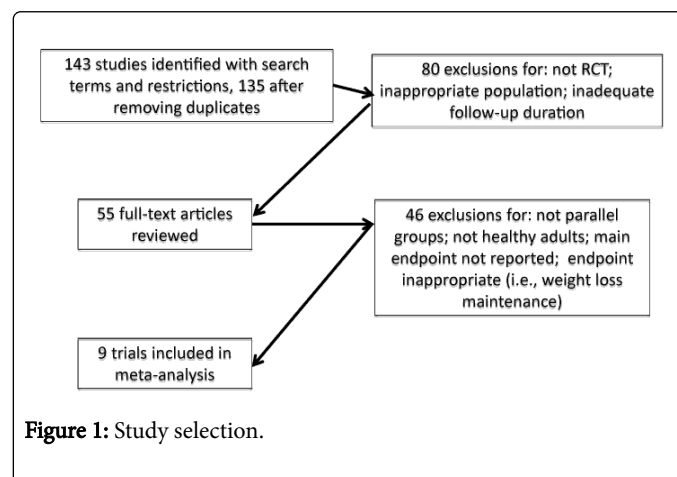 143 studies identified with search
terms and restrictions, 135 after
removing duplicates
80 exclusions for: not RCT;
inappropriate population; inadequate
follow-up duration
55 full-text articles
reviewed
46 exclusions for: not parallel
groups; not healthy adults; main
endpoint not reported; endpoint
inappropriate (i.e., weight loss
maintenance)
9 trials included in
meta-analysis
Figure 1: Study selection.